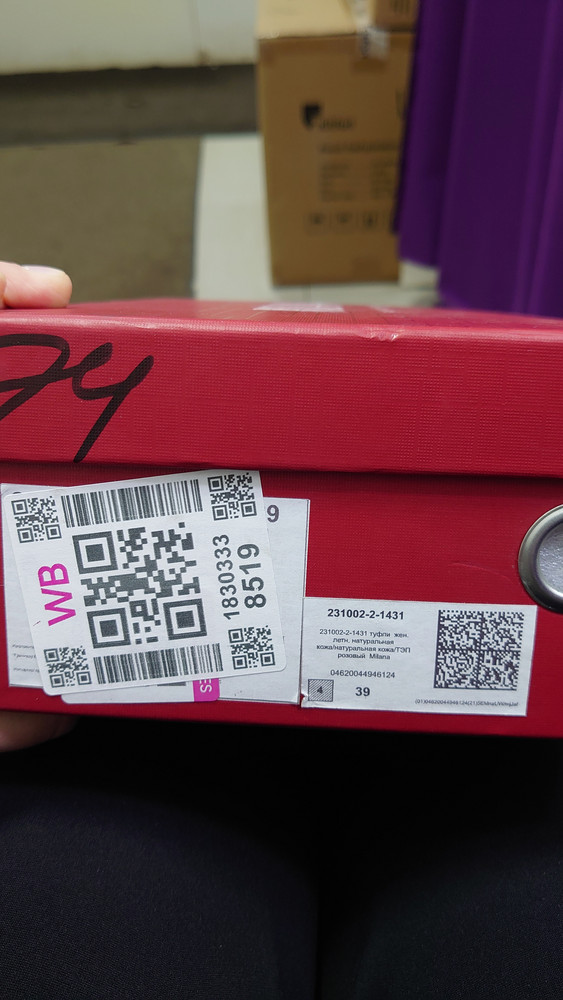 74
WB
1830333
8519
9
231002-2-1431
231002-2-1431 туфли жен.
летн. натуральная
кожа/натуральная кожа/ТЭП
розовый Milana
04620044946124
4
39